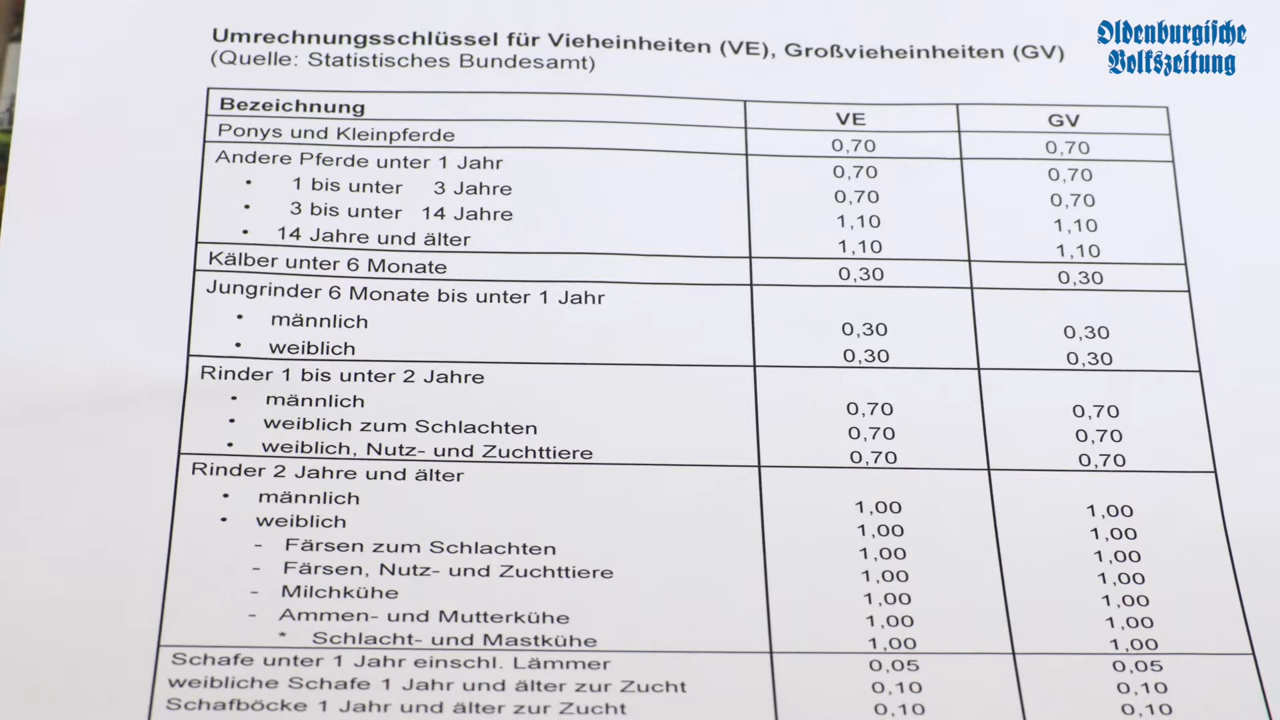 Oldenburgische
Volkszeitung
Umrechnungsschlüssel für Vieheinheiten (VE), Großvieheinheiten (GV)
(Quelle: Statistisches Bundesamt)
Bezeichnung VE GV
Ponys und Kleinpferde 0,70 0,70
Andere Pferde unter 1 Jahr 0,70 0,70
• 1 bis unter 3 Jahre 0,70 0,70
• 3 bis unter 14 Jahre 1,10 1,10
• 14 Jahre und älter 1,10 1,10
Kälber unter 6 Monate 0,30 0,30
Jungrinder 6 Monate bis unter 1 Jahr
• männlich 0,30 0,30
• weiblich 0,30 0,30
Rinder 1 bis unter 2 Jahre
• männlich 0,70 0,70
• weiblich zum Schlachten 0,70 0,70
• weiblich, Nutz- und Zuchttiere 0,70 0,70
Rinder 2 Jahre und älter
• männlich 1,00 1,00
• weiblich 1,00 1,00
- Färsen zum Schlachten 1,00 1,00
- Färsen, Nutz- und Zuchttiere 1,00 1,00
- Milchkühe 1,00 1,00
- Ammen- und Mutterkühe 1,00 1,00
* Schlacht- und Mastkühe 1,00 1,00
Schafe unter 1 Jahr einschl. Lämmer 0,05 0,05
weibliche Schafe 1 Jahr und älter zur Zucht 0,10 0,10
Schafböcke 1 Jahr und älter zur Zucht 0,10 0,10